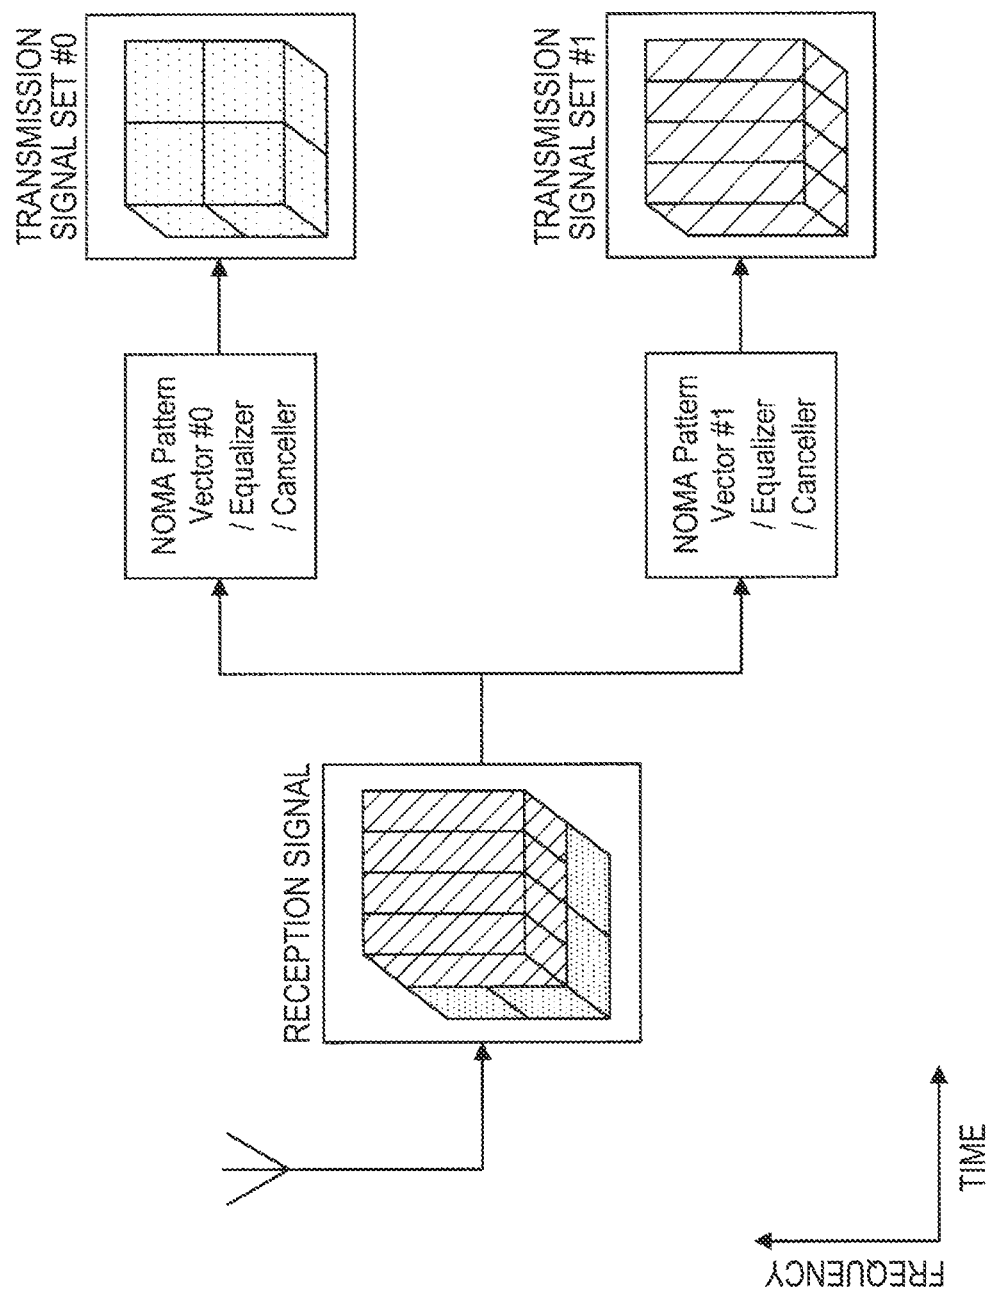 TRANSMISSION
SIGNAL SET #0
NOMA Pattern
Vector #0
/ Equalizer
/ Canceller
RECEPTION SIGNAL
TRANSMISSION
SIGNAL SET #1
NOMA Pattern
Vector #1
/ Equalizer
/ Canceller
FREQUENCY
TIME